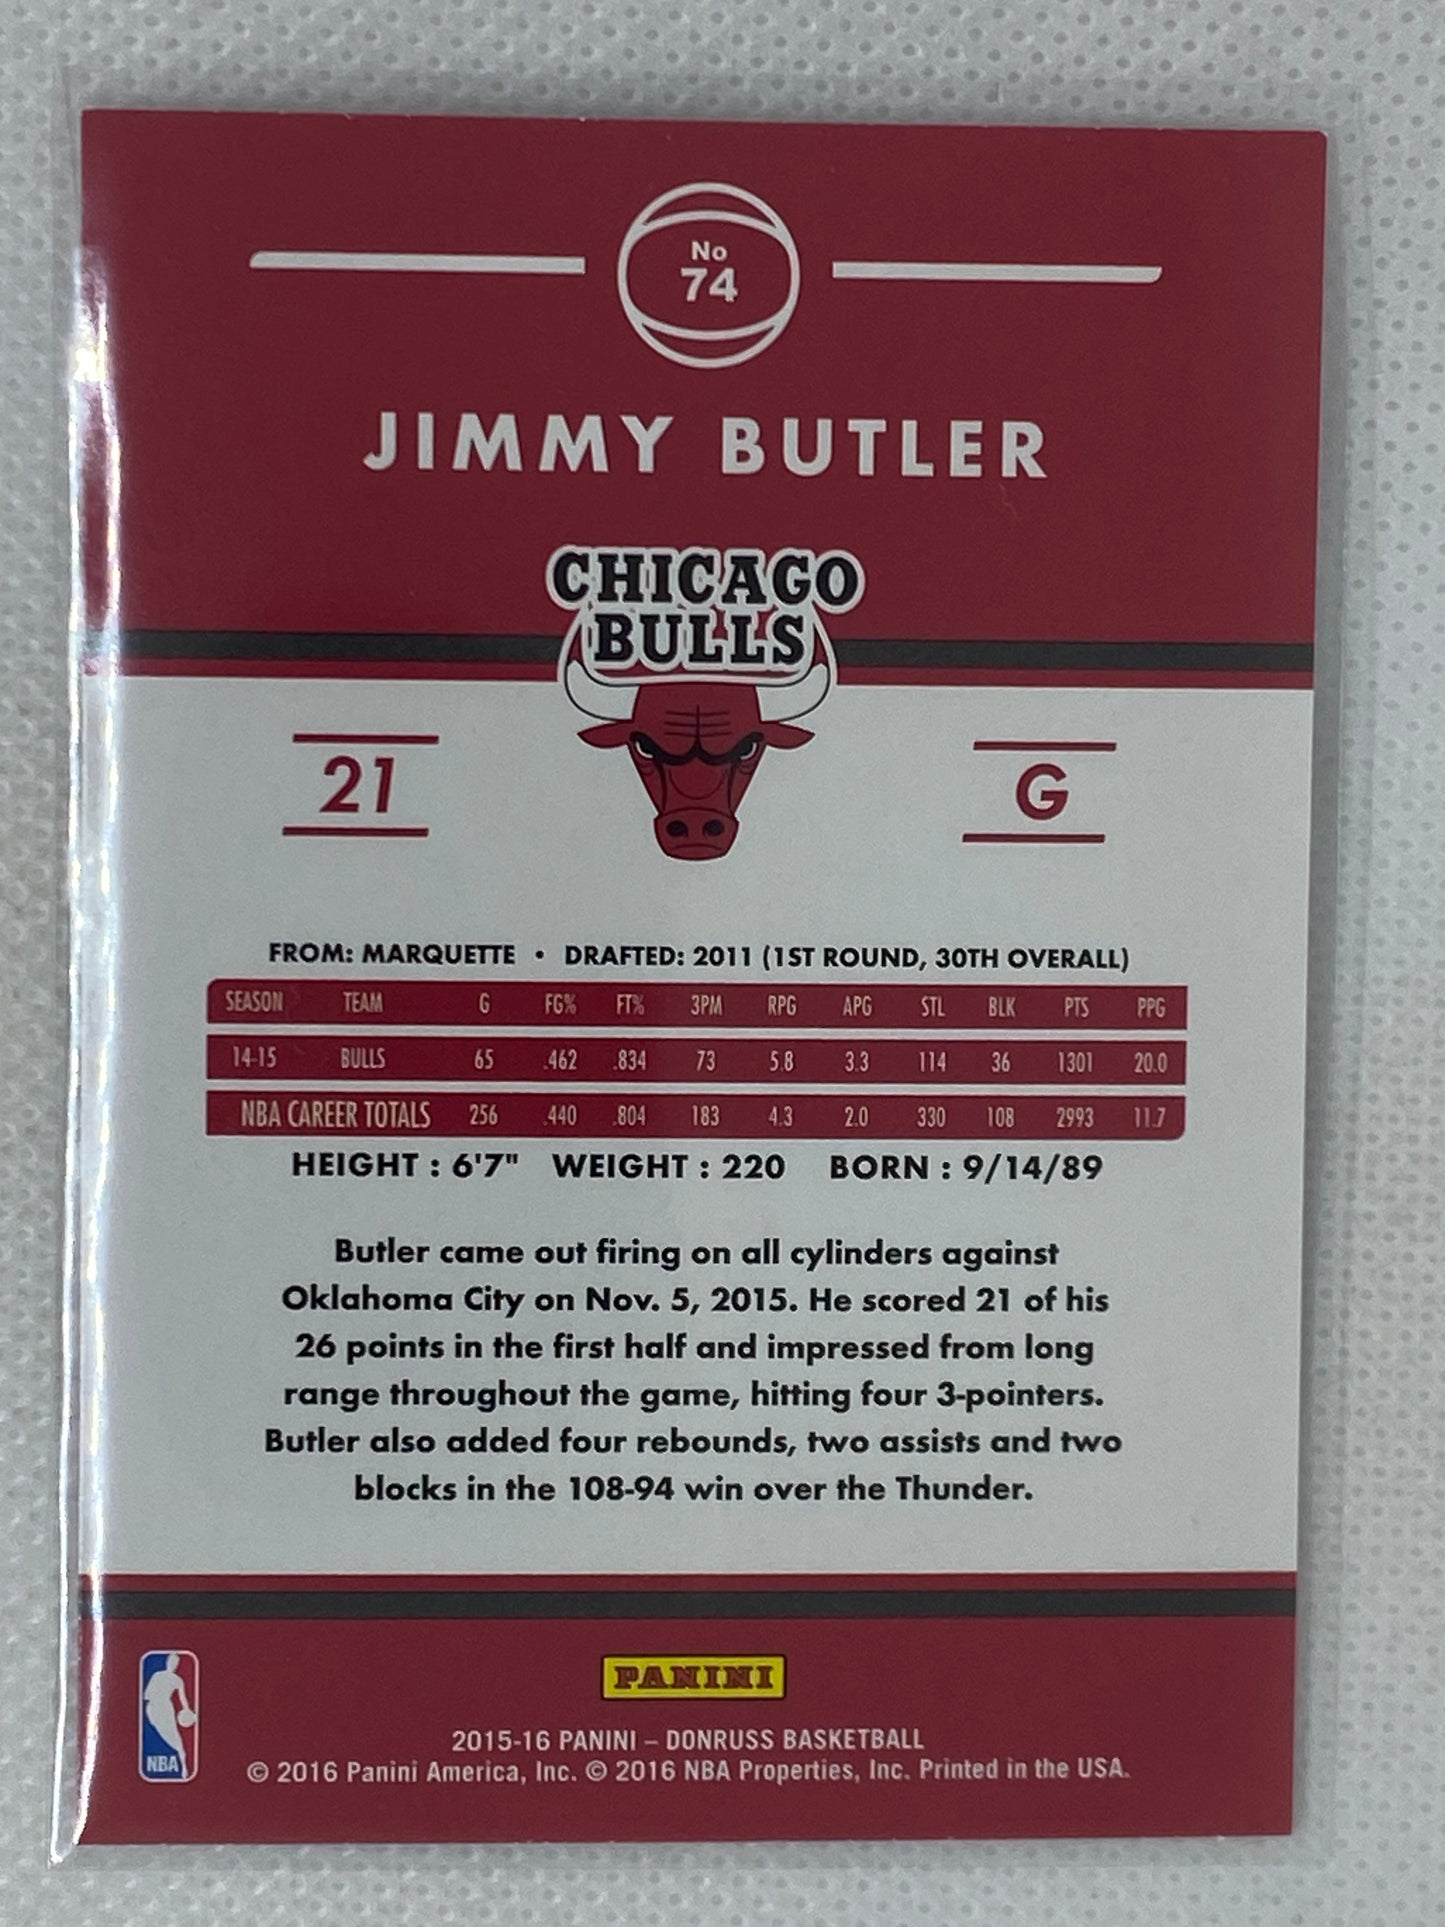 No
74
JIMMY BUTLER
CHICAGO
BULLS
21
G
FROM: MARQUETTE • DRAFTED: 2011 (1ST ROUND, 30TH OVERALL)
SEASON TEAM G FG% FT% 3PM RPG APG STL BLK PTS PPG
14-15 BULLS 65 .462 .834 73 5.8 3.3 114 36 1301 20.0
NBA CAREER TOTALS 256 .440 .804 183 4.3 2.0 330 108 2993 11.7
HEIGHT : 6'7" WEIGHT : 220 BORN : 9/14/89
Butler came out firing on all cylinders against
Oklahoma City on Nov. 5, 2015. He scored 21 of his
26 points in the first half and impressed from long
range throughout the game, hitting four 3-pointers.
Butler also added four rebounds, two assists and two
blocks in the 108-94 win over the Thunder.
PANINI
NBA
2015-16 PANINI – DONRUSS BASKETBALL
© 2016 Panini America, Inc. © 2016 NBA Properties, Inc. Printed in the USA.